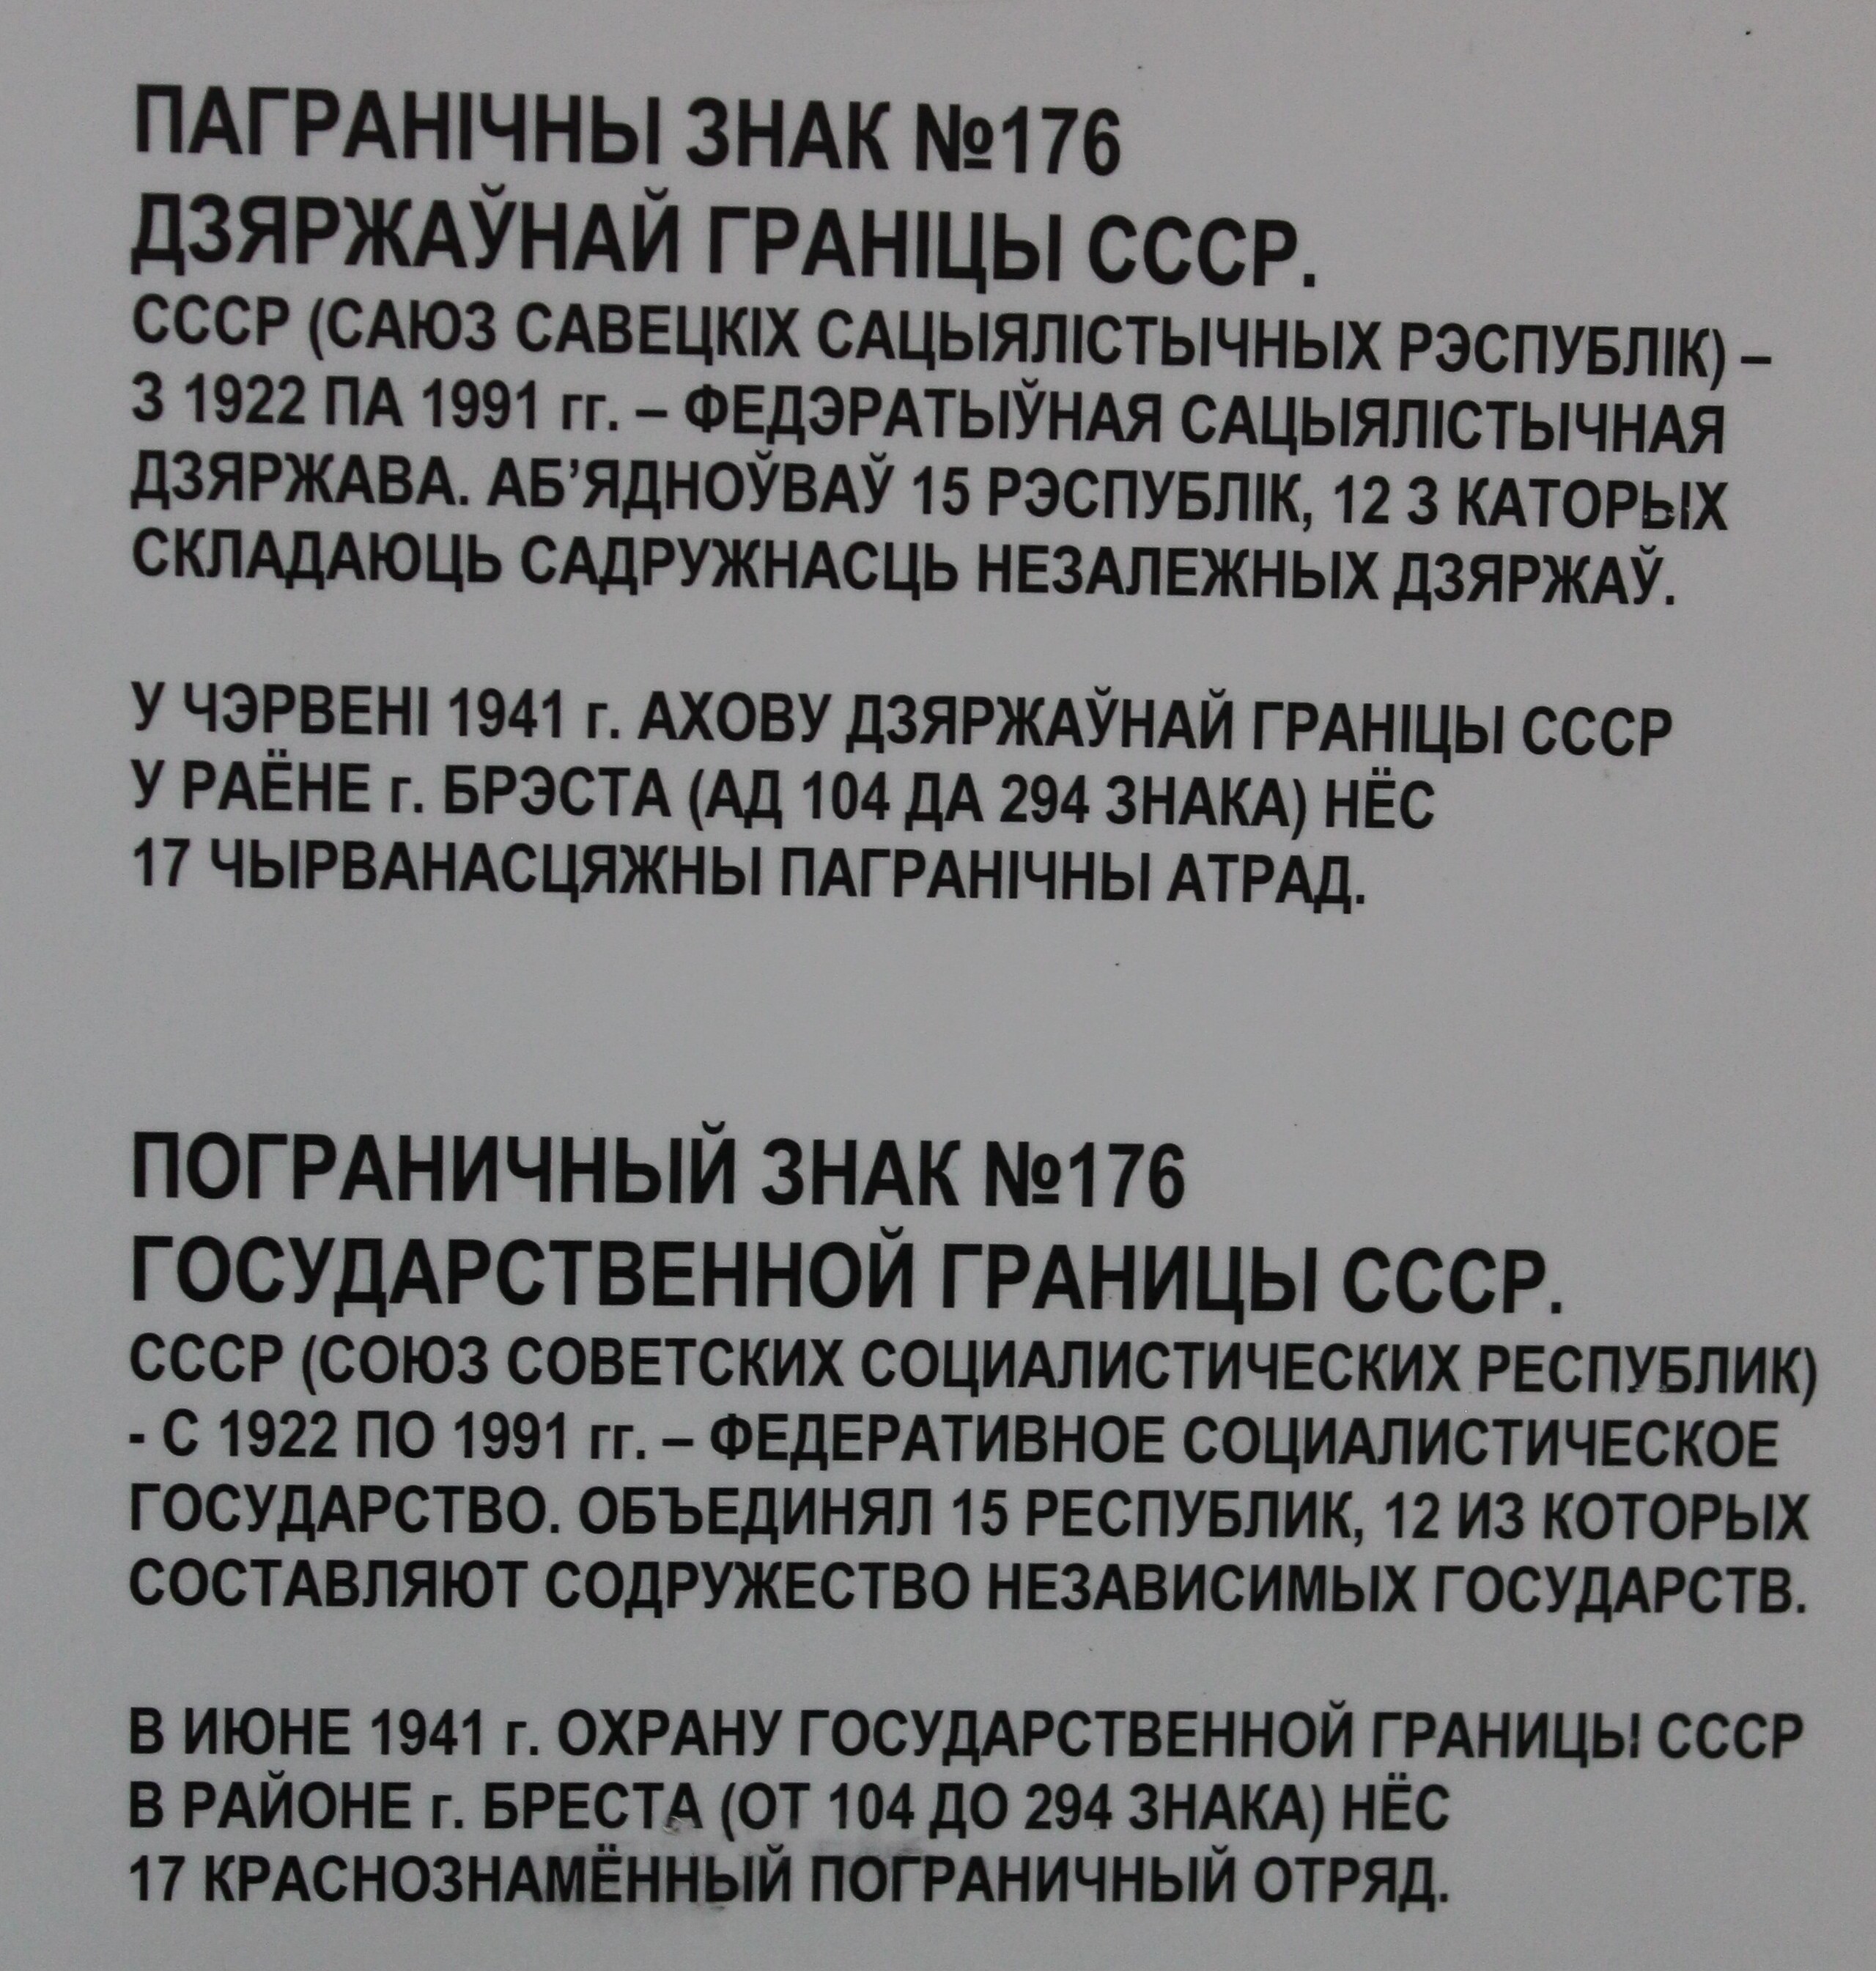 ПАГРАНІЧНЫ ЗНАК №176
ДЗЯРЖАЎНАЙ ГРАНІЦЫ СССР.
СССР (САЮЗ САВЕЦКІХ САЦЫЯЛІСТЫЧНЫХ РЭСПУБЛІК) –
З 1922 ПА 1991 гг. – ФЕДЭРАТЫЎНАЯ САЦЫЯЛІСТЫЧНАЯ
ДЗЯРЖАВА. АБ’ЯДНОЎВАЎ 15 РЭСПУБЛІК, 12 З КАТОРЫХ
СКЛАДАЮЦЬ САДРУЖНАСЦЬ НЕЗАЛЕЖНЫХ ДЗЯРЖАЎ.
У ЧЭРВЕНІ 1941 г. АХОВУ ДЗЯРЖАЎНАЙ ГРАНІЦЫ СССР
У РАЁНЕ г. БРЭСТА (АД 104 ДА 294 ЗНАКА) НЁС
17 ЧЫРВАНАСЦЯЖНЫ ПАГРАНІЧНЫ АТРАД.
ПОГРАНИЧНЫЙ ЗНАК №176
ГОСУДАРСТВЕННОЙ ГРАНИЦЫ СССР.
СССР (СОЮЗ СОВЕТСКИХ СОЦИАЛИСТИЧЕСКИХ РЕСПУБЛИК)
- С 1922 ПО 1991 гг. – ФЕДЕРАТИВНОЕ СОЦИАЛИСТИЧЕСКОЕ
ГОСУДАРСТВО. ОБЪЕДИНЯЛ 15 РЕСПУБЛИК, 12 ИЗ КОТОРЫХ
СОСТАВЛЯЮТ СОДРУЖЕСТВО НЕЗАВИСИМЫХ ГОСУДАРСТВ.
В ИЮНЕ 1941 г. ОХРАНУ ГОСУДАРСТВЕННОЙ ГРАНИЦЫ СССР
В РАЙОНЕ г. БРЕСТА (ОТ 104 ДО 294 ЗНАКА) НЁС
17 КРАСНОЗНАМЁННЫЙ ПОГРАНИЧНЫЙ ОТРЯД.